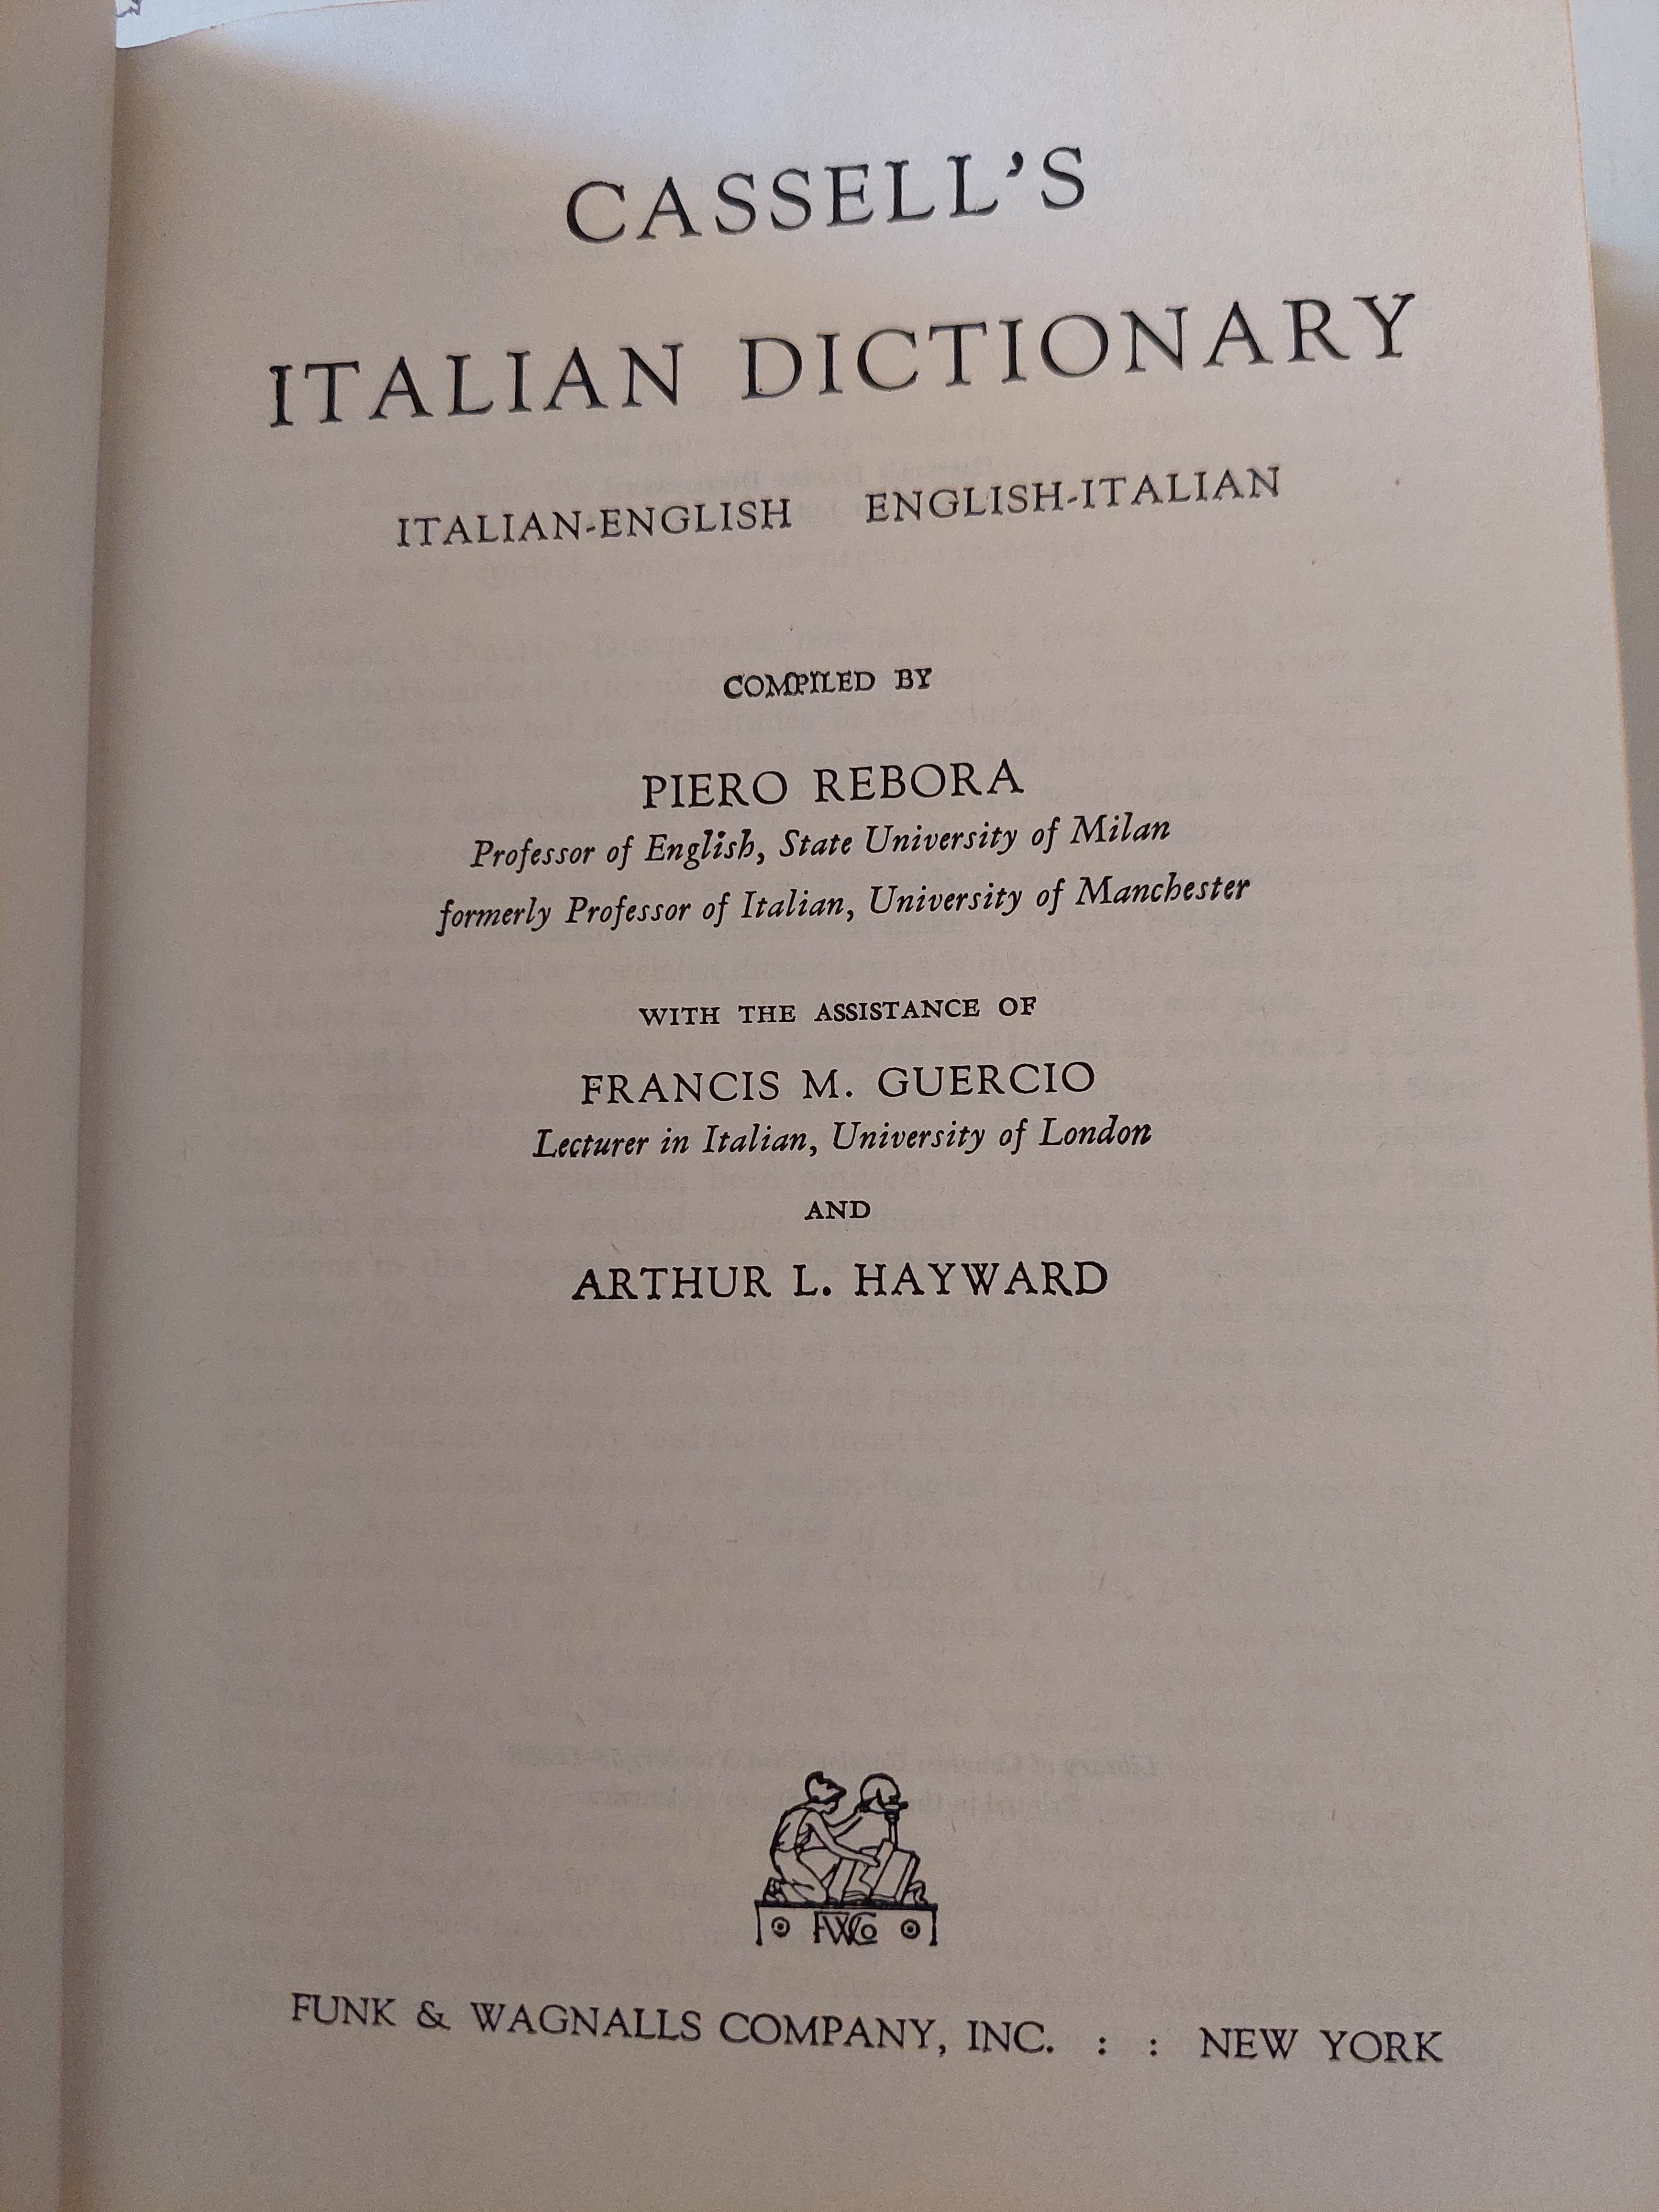 CASSELL'S
ITALIAN DICTIONARY
ITALIAN-ENGLISH ENGLISH-ITALIAN
COMPILED BY
PIERO REBORA
Professor of English, State University of Milan
formerly Professor of Italian, University of Manchester
WITH THE ASSISTANCE OF
FRANCIS M. GUERCIO
Lecturer in Italian, University of London
AND
ARTHUR L. HAYWARD
FWCo
FUNK & WAGNALLS COMPANY, INC. : : NEW YORK